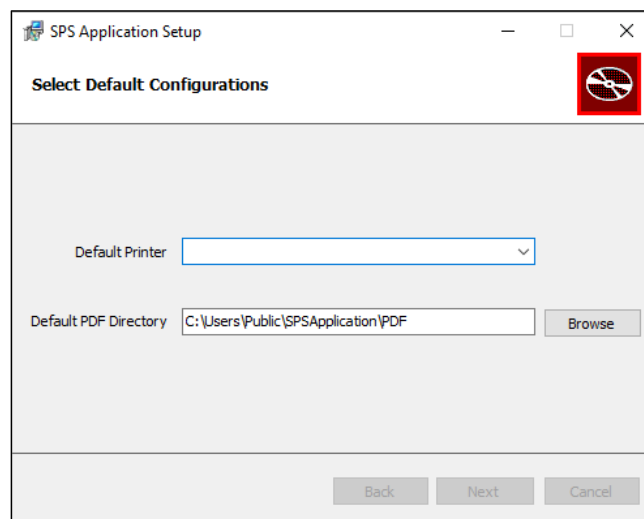 SPS Application Setup
Select Default Configurations
Default Printer
Default PDF Directory C:\Users\Public\SPSApplication\PDF Browse
Back Next Cancel